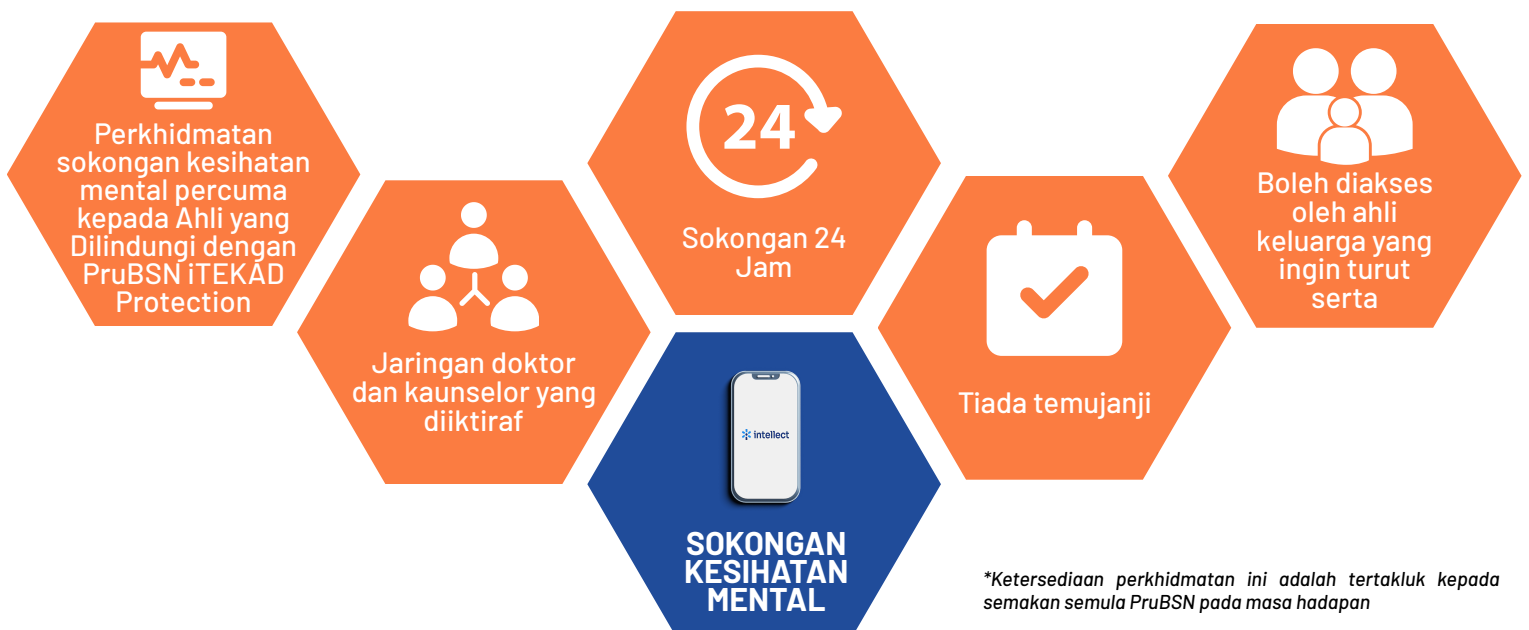 Perkhidmatan
sokongan kesihatan
mental percuma
kepada Ahli yang
Dilindungi dengan
PruBSN iTEKAD
Protection
Jaringan doktor
dan kaunselor yang
diiktiraf
24
Sokongan 24
Jam
intellect
SOKONGAN
KESIHATAN
MENTAL
Tiada temujanji
Boleh diakses
oleh ahli
keluarga yang
ingin turut
serta
*Ketersediaan perkhidmatan ini adalah tertakluk kepada
semakan semula PruBSN pada masa hadapan